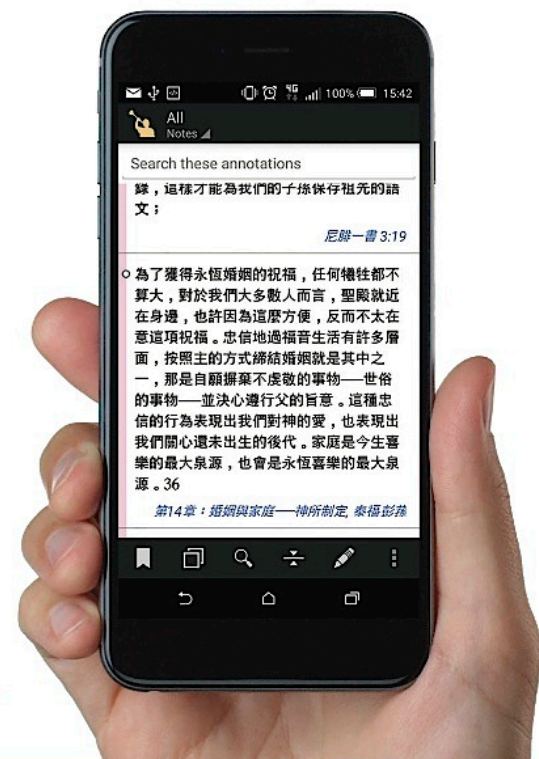 4G 100% 15:42
All
Notes
Search these annotations
錄，這樣才能為我們的子孫保存祖先的語
文；
尼腓一書 3:19
為了獲得永恆婚姻的祝福，任何犧牲都不
算大，對於我們大多數人而言，聖殿就近
在身邊，也許因為這麼方便，反而不太在
意這項祝福。忠信地過福音生活有許多層
面，按照主的方式締結婚姻就是其中之
一，那是自願摒棄不虔敬的事物——世俗
的事物——並決心遵行父的旨意。這種忠
信的行為表現出我們對神的愛，也表現出
我們關心還未出生的後代。家庭是今生喜
樂的最大泉源，也會是永恆喜樂的最大泉
源。36
第14章：婚姻與家庭——神所制定, 泰福彭蓀